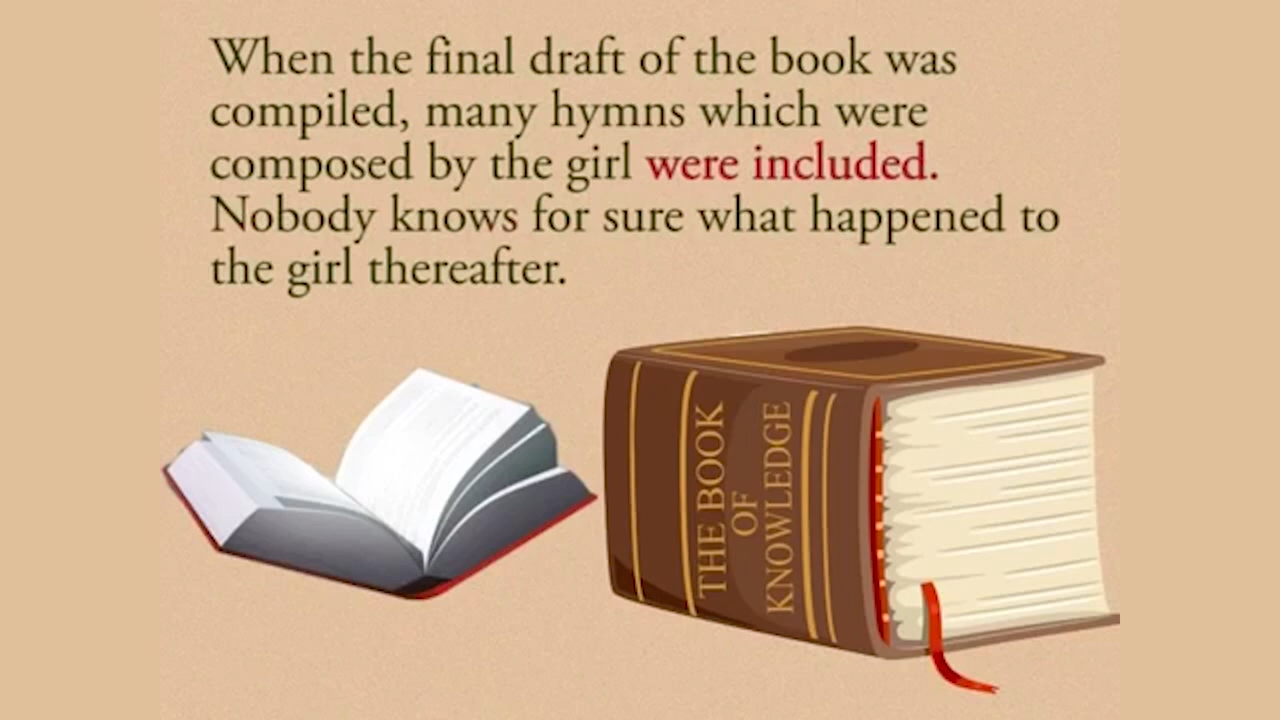 When the final draft of the book was
compiled, many hymns which were
composed by the girl were included.
Nobody knows for sure what happened to
the girl thereafter.
THE BOOK
OF
KNOWLEDGE